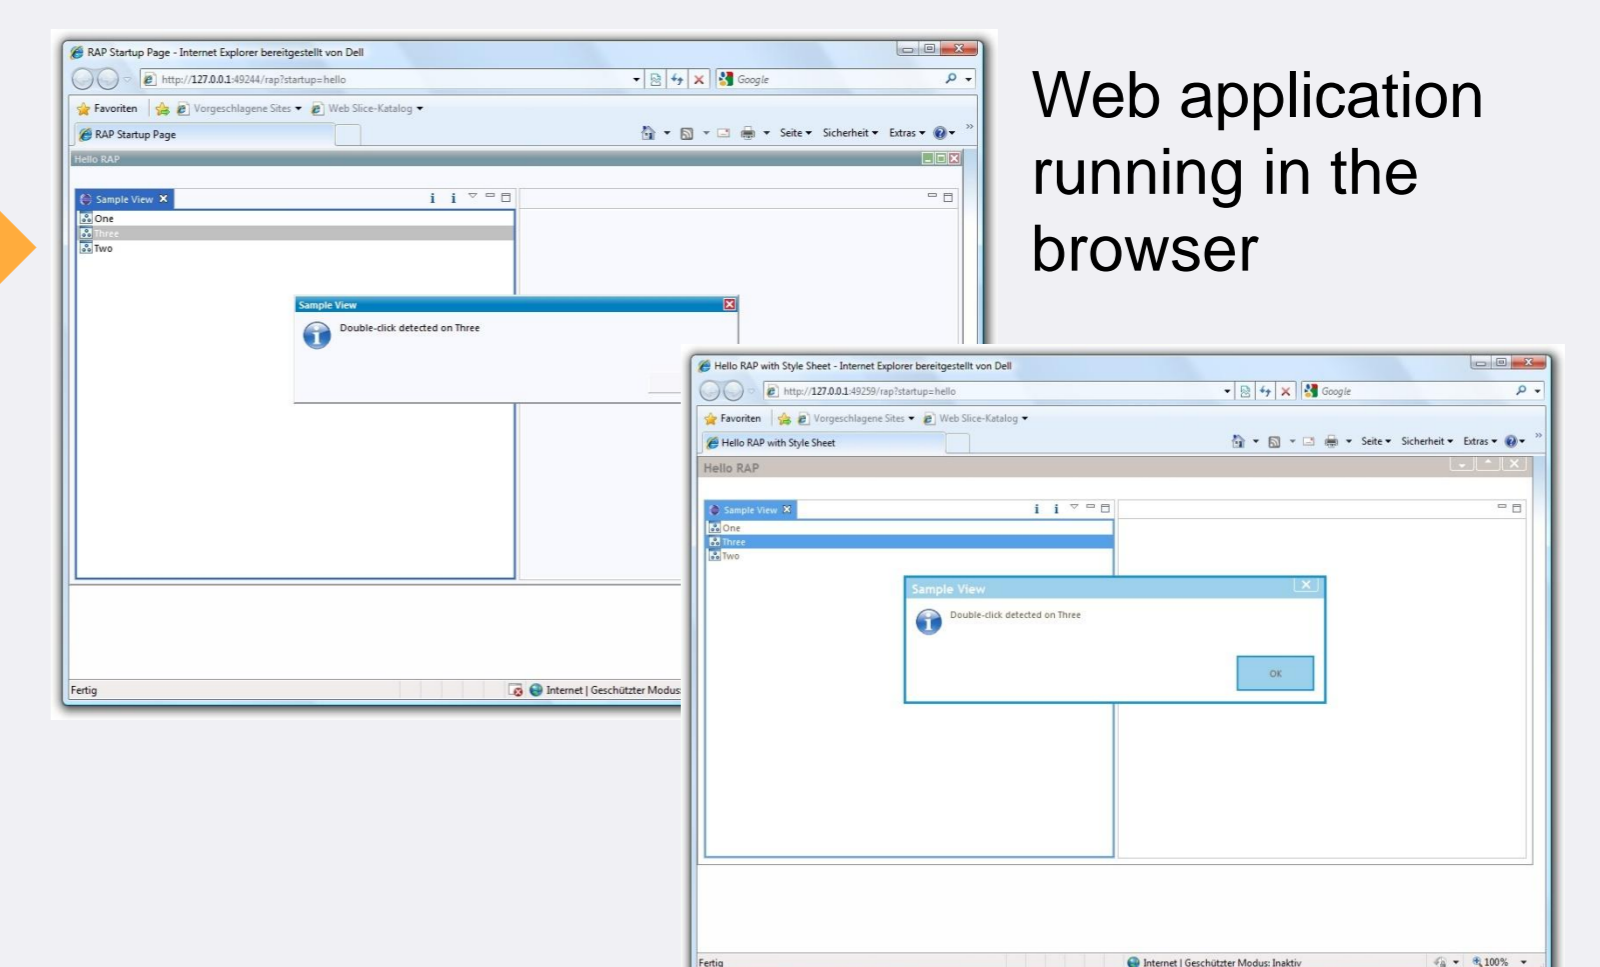 RAP Startup Page - Internet Explorer bereitgestellt von Dell
http://127.0.0.1:49244/rap?startup=hello
Google
Favoriten Vorgeschlagene Sites Web Slice-Katalog
RAP Startup Page
Seite Sicherheit Extras
Hello RAP
Sample View
One
Three
Two
Sample View
Double-click detected on Three
Fertig
Internet | Geschützter Modus:
Web application
running in the
browser
Hello RAP with Style Sheet - Internet Explorer bereitgestellt von Dell
http://127.0.0.1:49259/rap?startup=hello
Google
Favoriten Vorgeschlagene Sites Web Slice-Katalog
Hello RAP with Style Sheet
Seite Sicherheit Extras
Hello RAP
Sample View
One
Three
Two
Sample View
Double-click detected on Three
OK
Fertig
Internet | Geschützter Modus: Inaktiv
100%